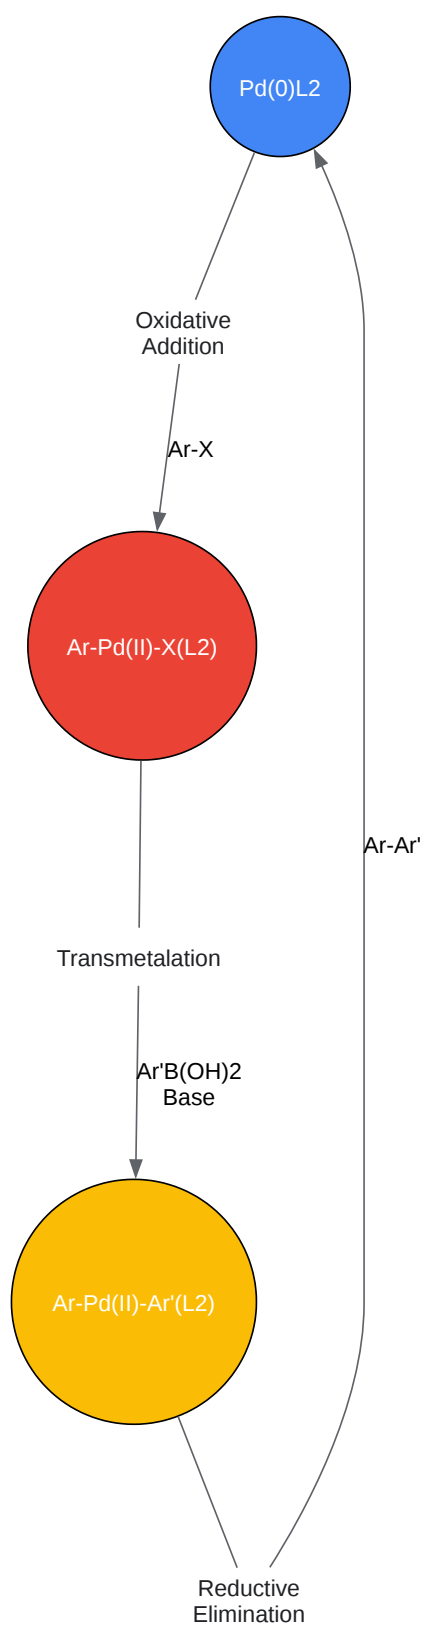 Pd(0)L2
Oxidative
Addition
Ar-X
Ar-Pd(II)-X(L2)
Ar-Ar'
Transmetalation
Ar'B(OH)2
Base
Ar-Pd(II)-Ar'(L2)
Reductive
Elimination